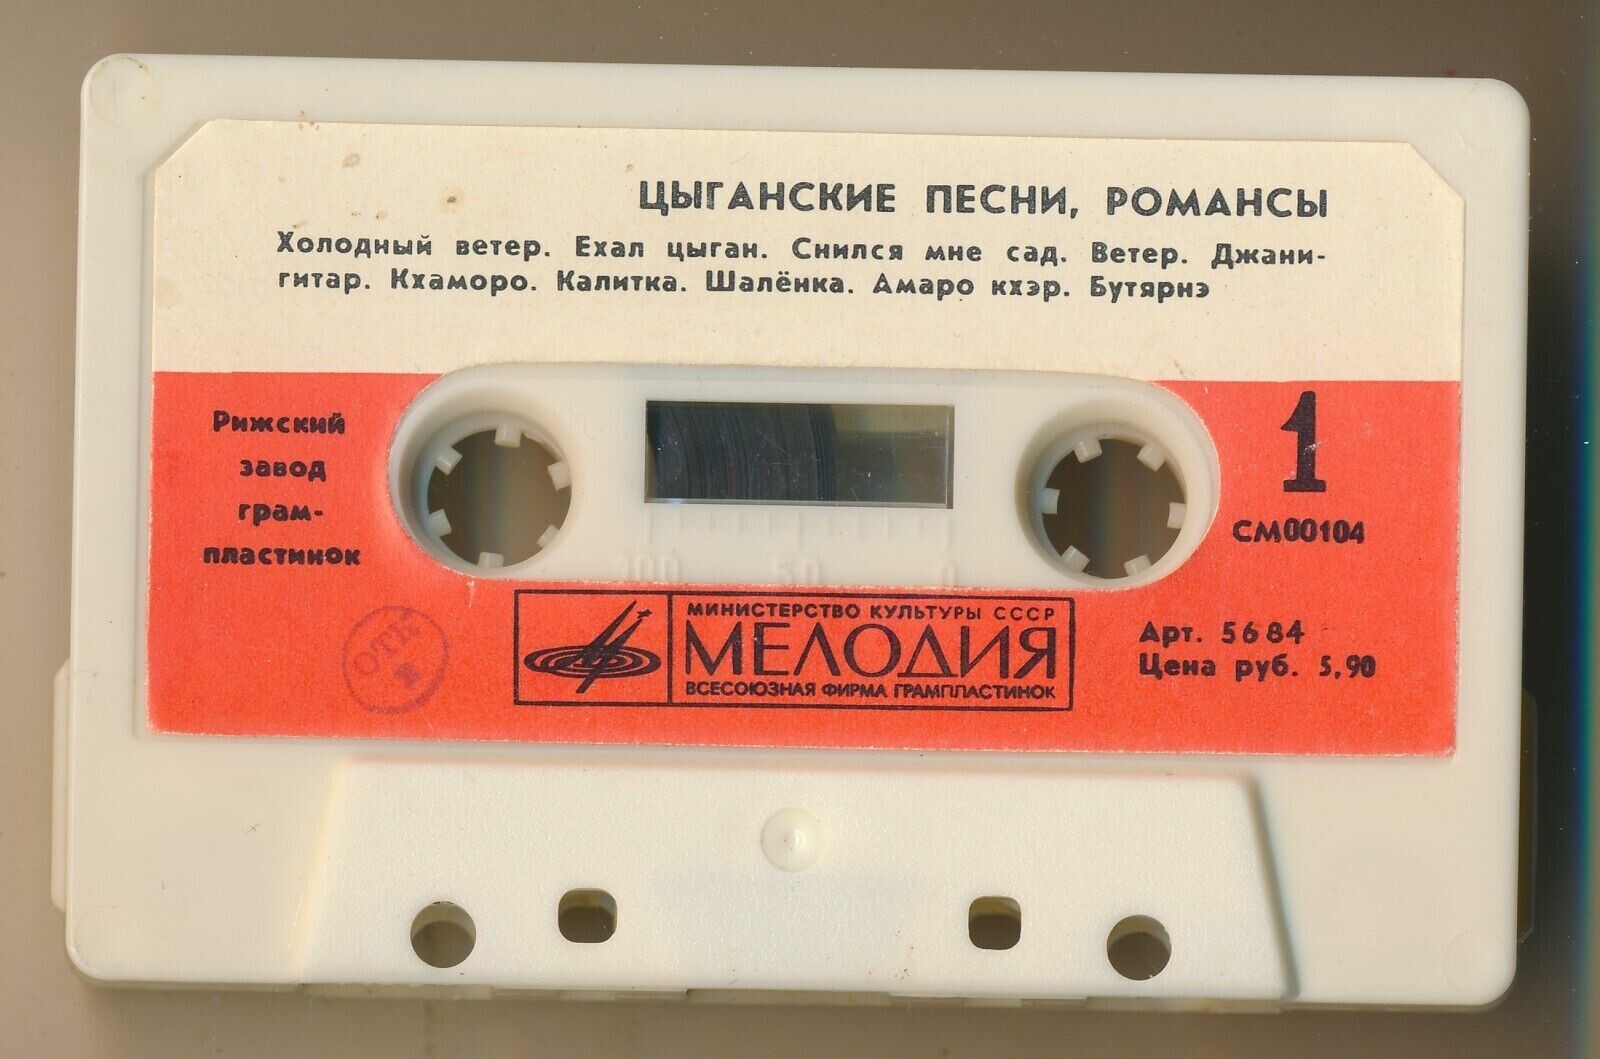 ЦЫГАНСКИЕ ПЕСНИ, РОМАНСЫ
Холодный ветер. Ехал цыган. Снился мне сад. Ветер. Джани-
гитар. Кхаморо. Калитка. Шалёнка. Амаро кхэр. Бутярнэ
Рижский
завод
грам-
пластинок
1
СМ00104
100 50 0
ОТК
2
МИНИСТЕРСТВО КУЛЬТУРЫ СССР
МЕЛОДИЯ
ВСЕСОЮЗНАЯ ФИРМА ГРАМПЛАСТИНОК
Арт. 5684
Цена руб. 5,90